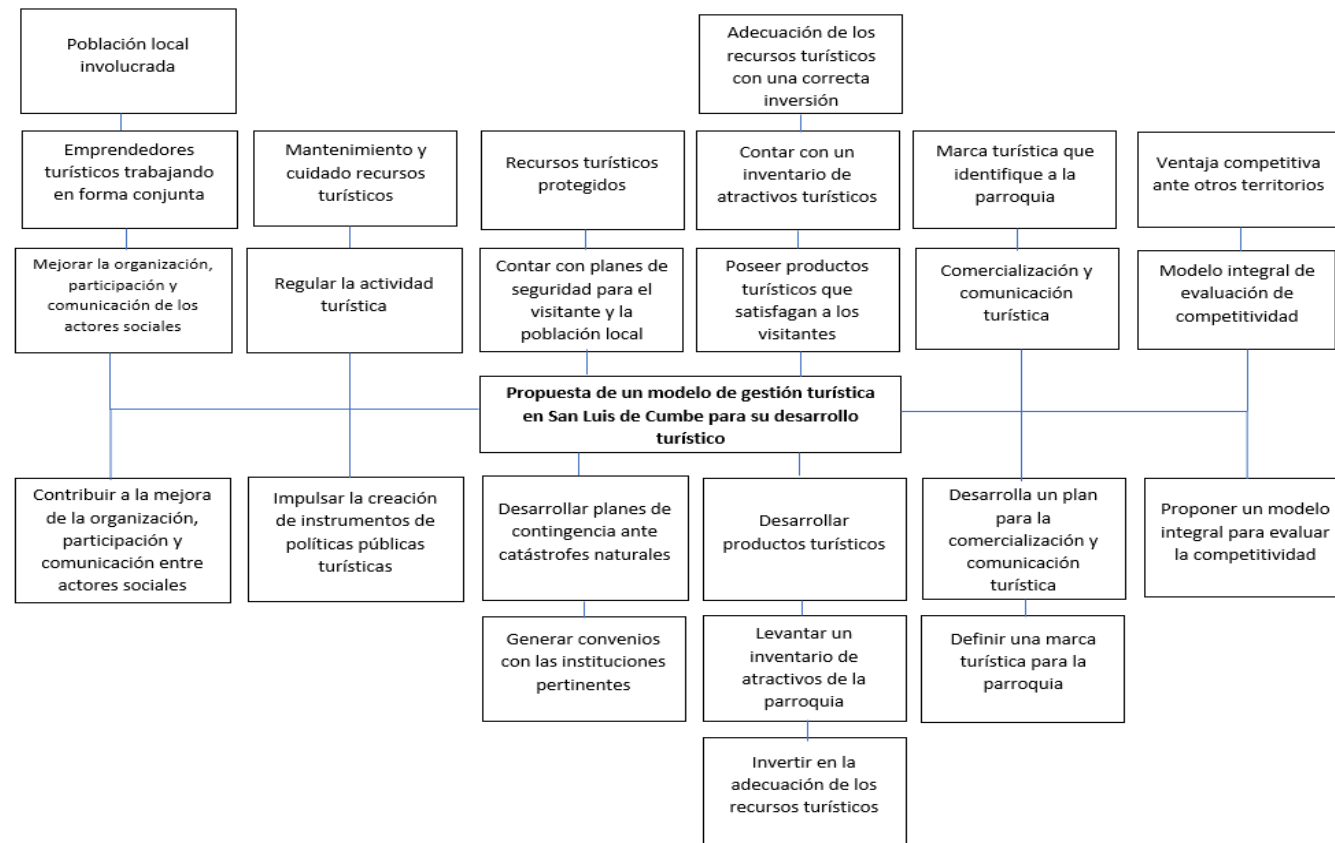 Población local
involucrada
Adecuación de los
recursos turísticos
con una correcta
inversión
Emprendedores
turísticos trabajando
en forma conjunta
Mantenimiento y
cuidado recursos
turísticos
Recursos turísticos
protegidos
Contar con un
inventario de
atractivos turísticos
Marca turística que
identifique a la
parroquia
Ventaja competitiva
ante otros territorios
Mejorar la organización,
participación y
comunicación de los
actores sociales
Regular la actividad
turística
Contar con planes de
seguridad para el
visitante y la
población local
Poseer productos
turísticos que
satisfagan a los
visitantes
Comercialización y
comunicación
turística
Modelo integral de
evaluación de
competitividad
Propuesta de un modelo de gestión turística
en San Luis de Cumbe para su desarrollo
turístico
Contribuir a la mejora
de la organización,
participación y
comunicación entre
actores sociales
Impulsar la creación
de instrumentos de
políticas públicas
turísticas
Desarrollar planes de
contingencia ante
catástrofes naturales
Desarrollar
productos turísticos
Desarrolla un plan
para la
comercialización y
comunicación
turística
Proponer un modelo
integral para evaluar
la competitividad
Generar convenios
con las instituciones
pertinentes
Levantar un
inventario de
atractivos de la
parroquia
Definir una marca
turística para la
parroquia
Invertir en la
adecuación de los
recursos turísticos